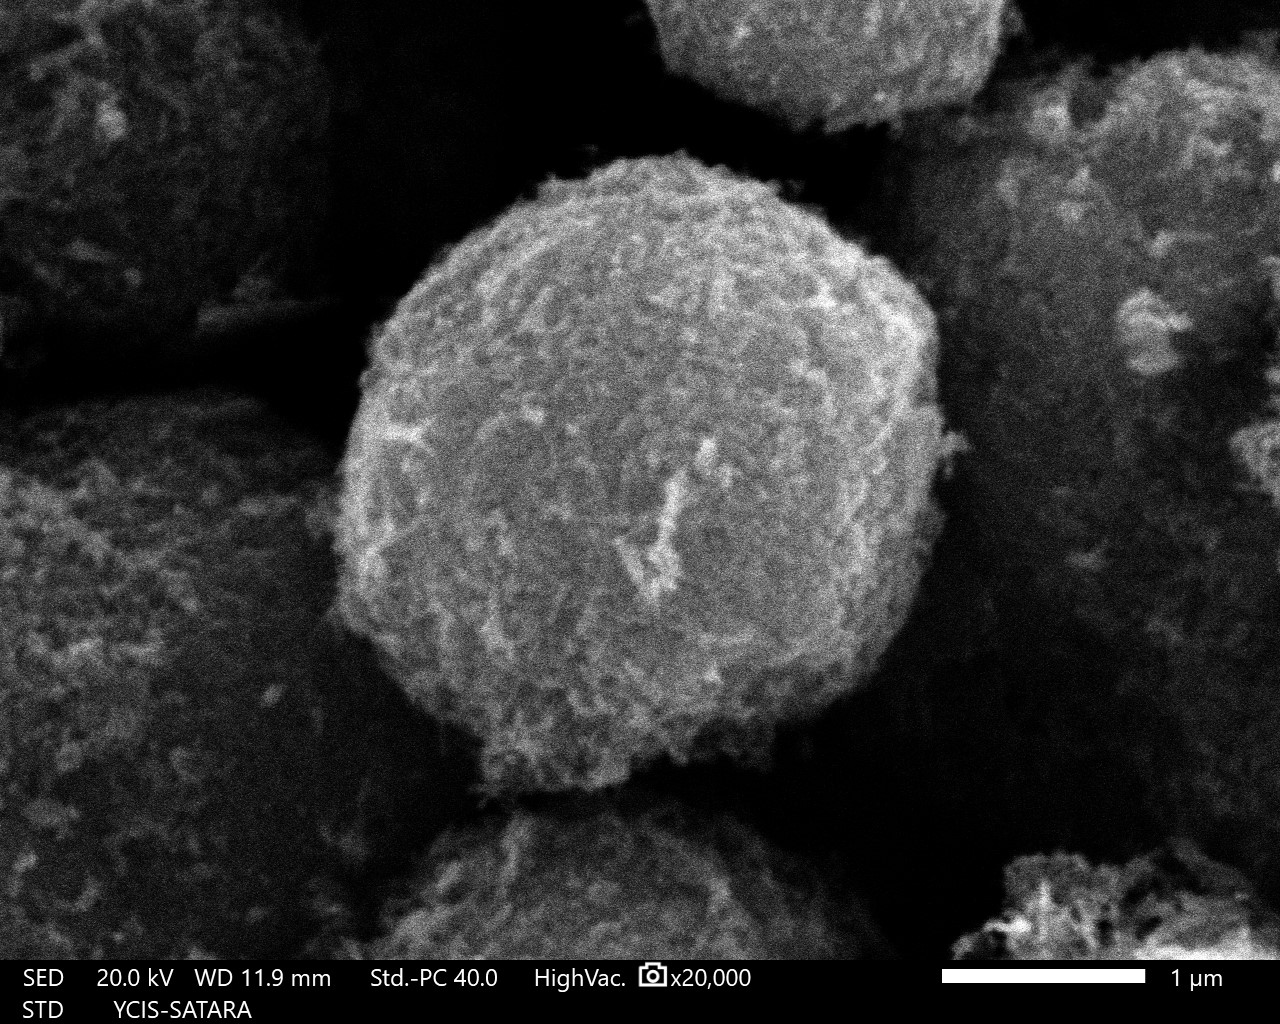 SED 20.0 kV WD 11.9 mm Std.-PC 40.0 HighVac. x20,000 1 µm
STD YCIS-SATARA